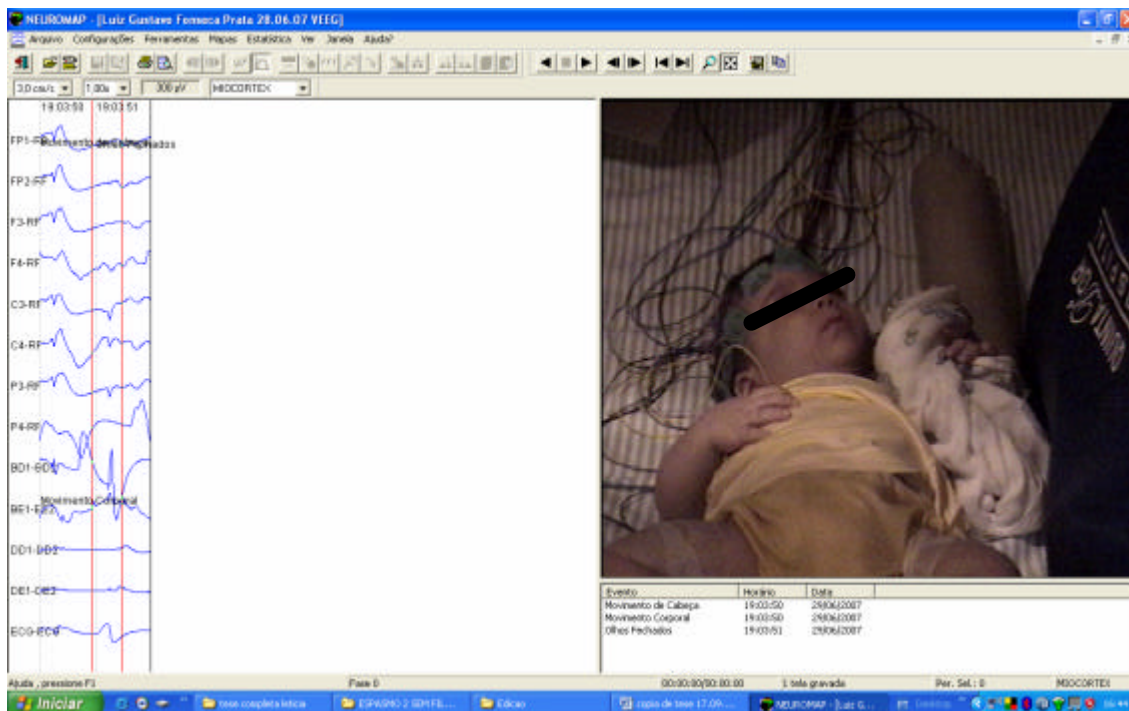 NEUROMAP - [Luiz Gustavo Fonseca Prata 28.06.07 VEEG]
Arquivo Configurações Ferramentas Mapas Estatística Ver Janela Ajuda?
3,0 cm/s 1,00s 300 µV MIOCORTEX
19:03:50 19:03:51
FP1-RF
Movimento de
FP2-RF
F3-RF
F4-RF
C3-RF
C4-RF
P3-RF
P4-RF
BD1-BD2
Movimento Corporal
BE1-BE2
DD1-DD2
DE1-DE2
ECG-ECG
Evento Horário Data
Movimento de Cabeça 19:03:50 29/06/2007
Movimento Corporal 19:03:50 29/06/2007
Olhos Fechados 19:03:51 29/06/2007
Ajuda , pressione F1 Fase 0 00:00:00/00:00:00 1 tela gravada Per. Sel.: 0 MIOCORTEX
Iniciar tese completa leticia ESPASMO 2 SEM FIL... Edicao copia de tese 17.09.... NEUROMAP - [Luiz G... PT